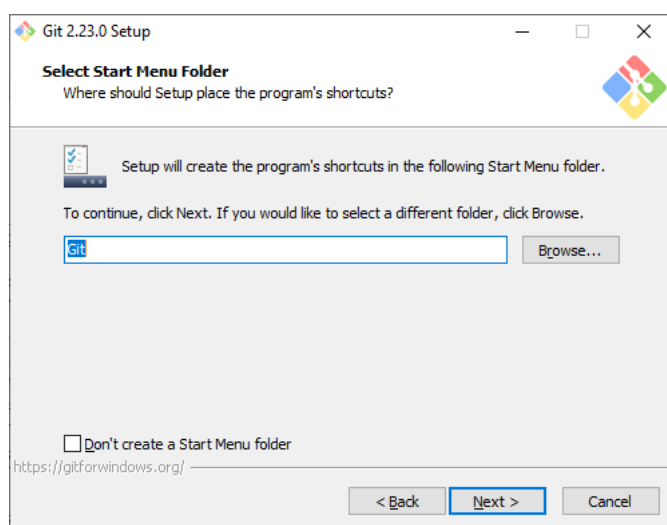 Git 2.23.0 Setup
Select Start Menu Folder
Where should Setup place the program's shortcuts?
Setup will create the program's shortcuts in the following Start Menu folder.
To continue, click Next. If you would like to select a different folder, click Browse.
Git
Browse...
Don't create a Start Menu folder
https://gitforwindows.org/
< Back
Next >
Cancel